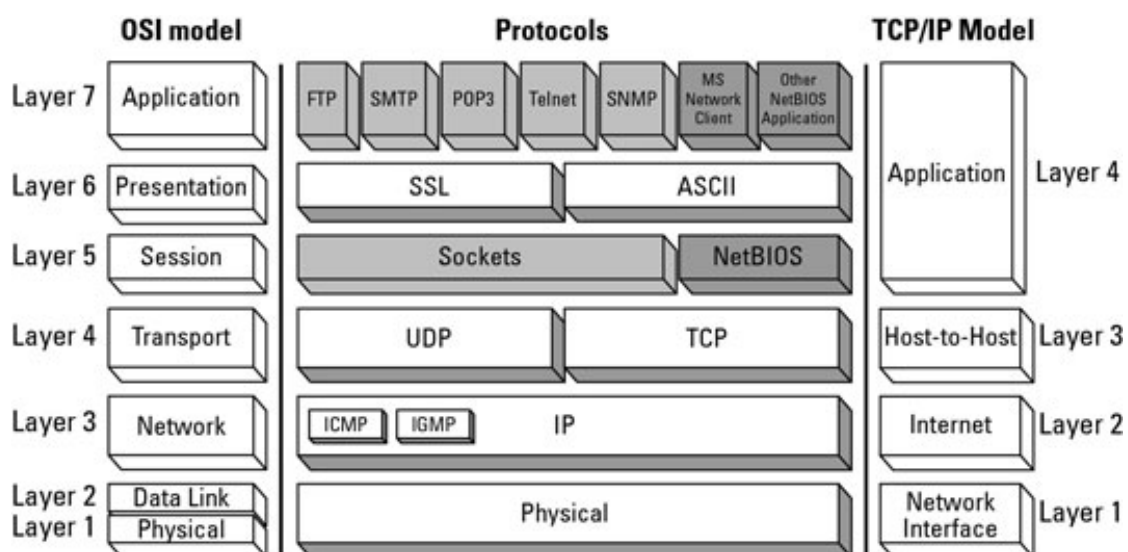 OSI model
Protocols
TCP/IP Model
Layer 7
Application
FTP
SMTP
POP3
Telnet
SNMP
MS
Network
Client
Other
NetBIOS
Application
Layer 6
Presentation
SSL
ASCII
Application
Layer 4
Layer 5
Session
Sockets
NetBIOS
Layer 4
Transport
UDP
TCP
Host-to-Host
Layer 3
Layer 3
Network
ICMP
IGMP
IP
Internet
Layer 2
Layer 2
Data Link
Layer 1
Physical
Physical
Network
Interface
Layer 1